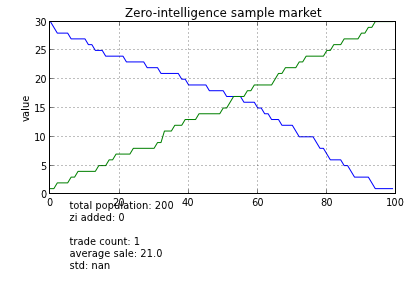 Zero-intelligence sample market
30
25
20
15
10
5
0
value
0 20 40 60 80 100
total population: 200
zi added: 0
trade count: 1
average sale: 21.0
std: nan